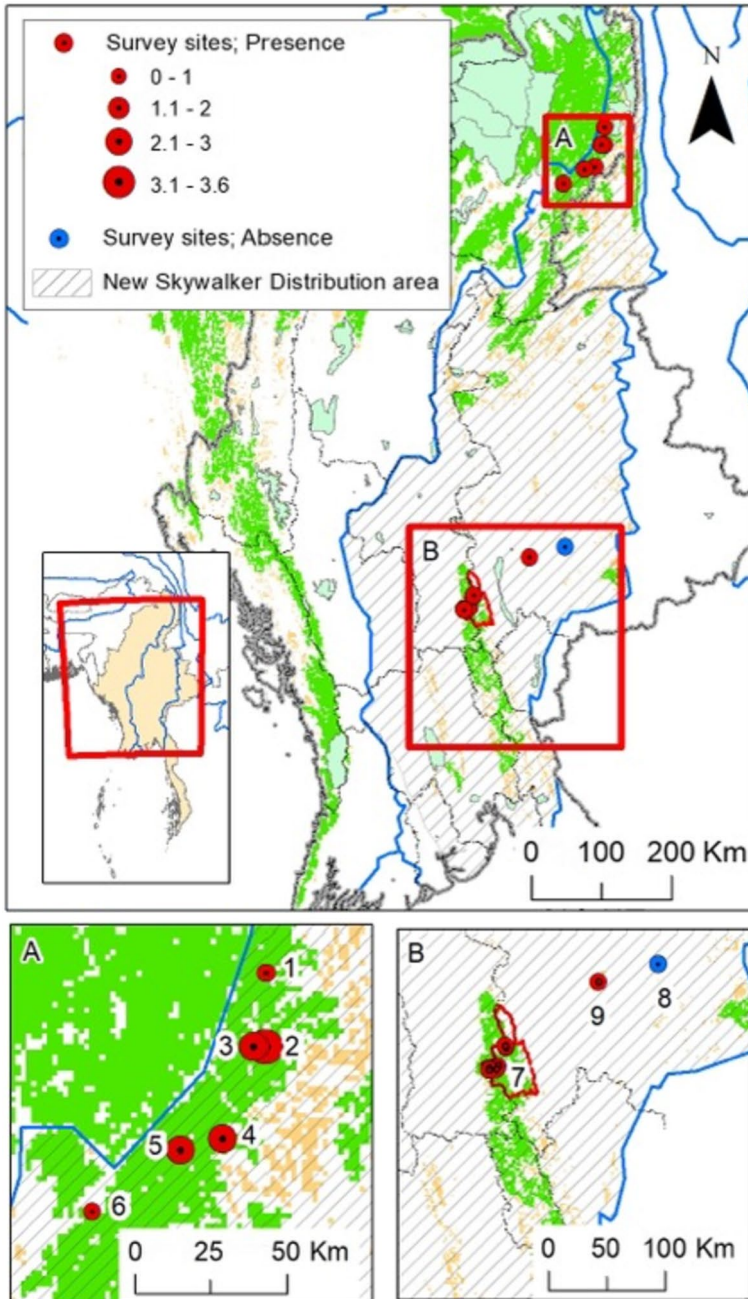 Survey sites; Presence
0 - 1
1.1 - 2
2.1 - 3
3.1 - 3.6
Survey sites; Absence
New Skywalker Distribution area
N
A
B
0 100 200 Km
A
1
3 2
5 4
6
0 25 50 Km
B
9 8
7
0 50 100 Km